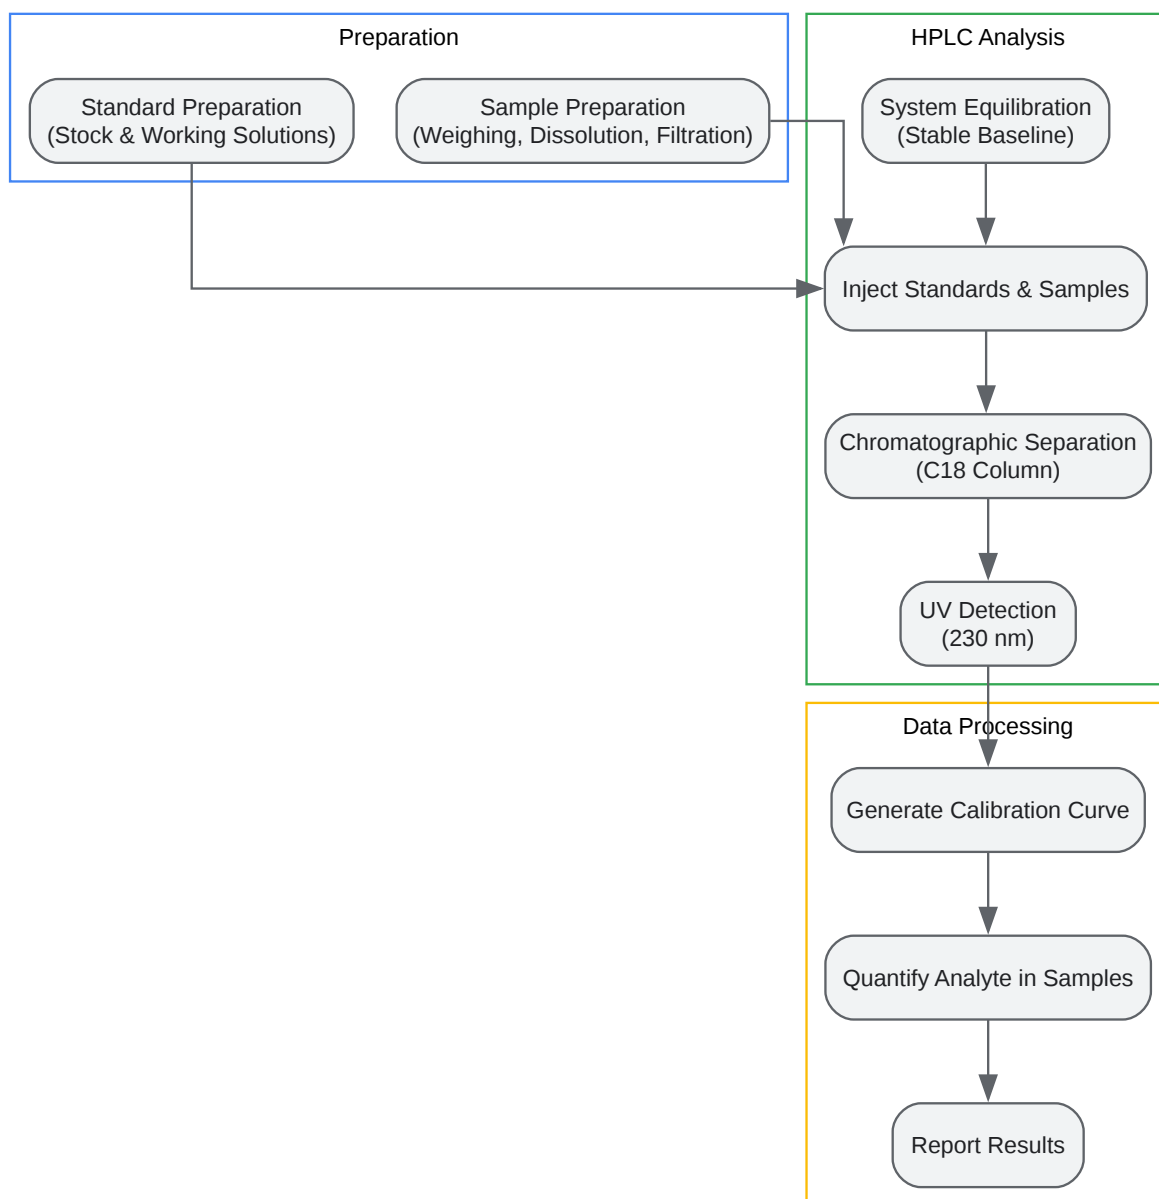 Preparation
Standard Preparation
(Stock & Working Solutions)
Sample Preparation
(Weighing, Dissolution, Filtration)
HPLC Analysis
System Equilibration
(Stable Baseline)
Inject Standards & Samples
Chromatographic Separation
(C18 Column)
UV Detection
(230 nm)
Data Processing
Generate Calibration Curve
Quantify Analyte in Samples
Report Results